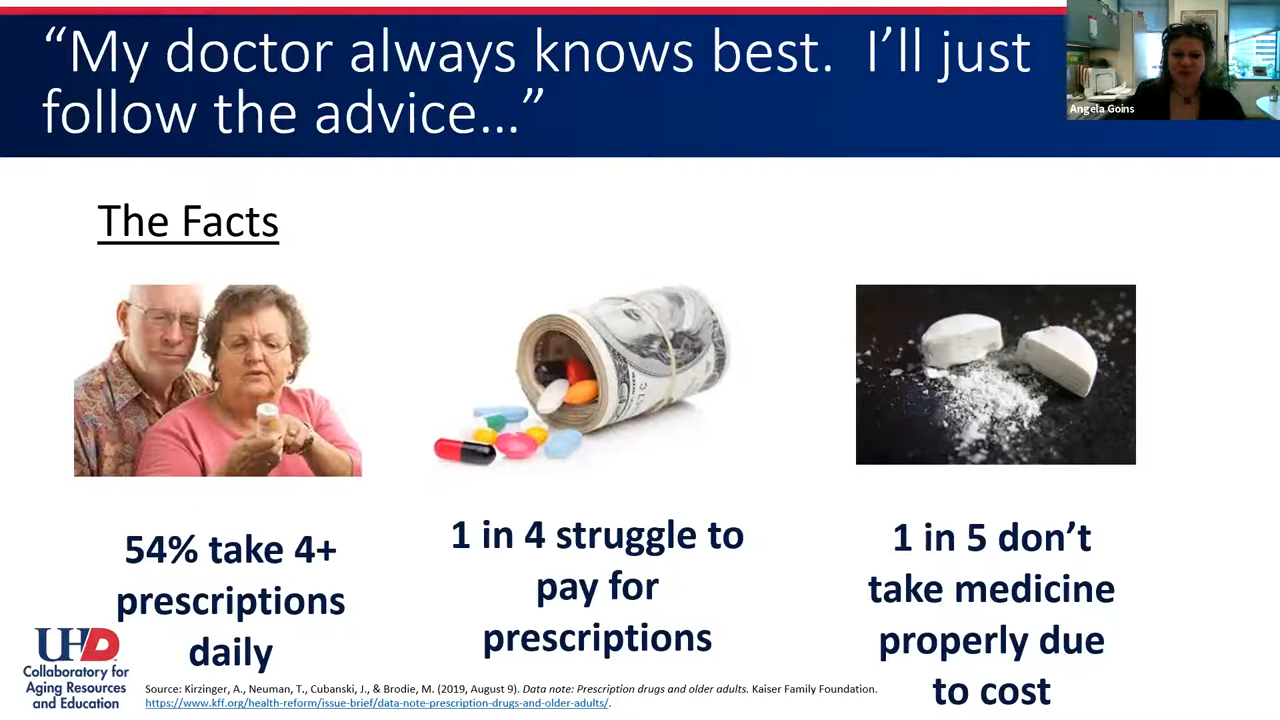 “My doctor always knows best.  I’ll just
follow the advice…”
Angela Goins
The Facts
54% take 4+
prescriptions
daily
1 in 4 struggle to
pay for
prescriptions
1 in 5 don’t
take medicine
properly due
to cost
UHD
Collaboratory for
Aging Resources
and Education
Source: Kirzinger, A., Neuman, T., Cubanski, J., & Brodie, M. (2019, August 9). Data note: Prescription drugs and older adults. Kaiser Family Foundation.
https://www.kff.org/health-reform/issue-brief/data-note-prescription-drugs-and-older-adults/.